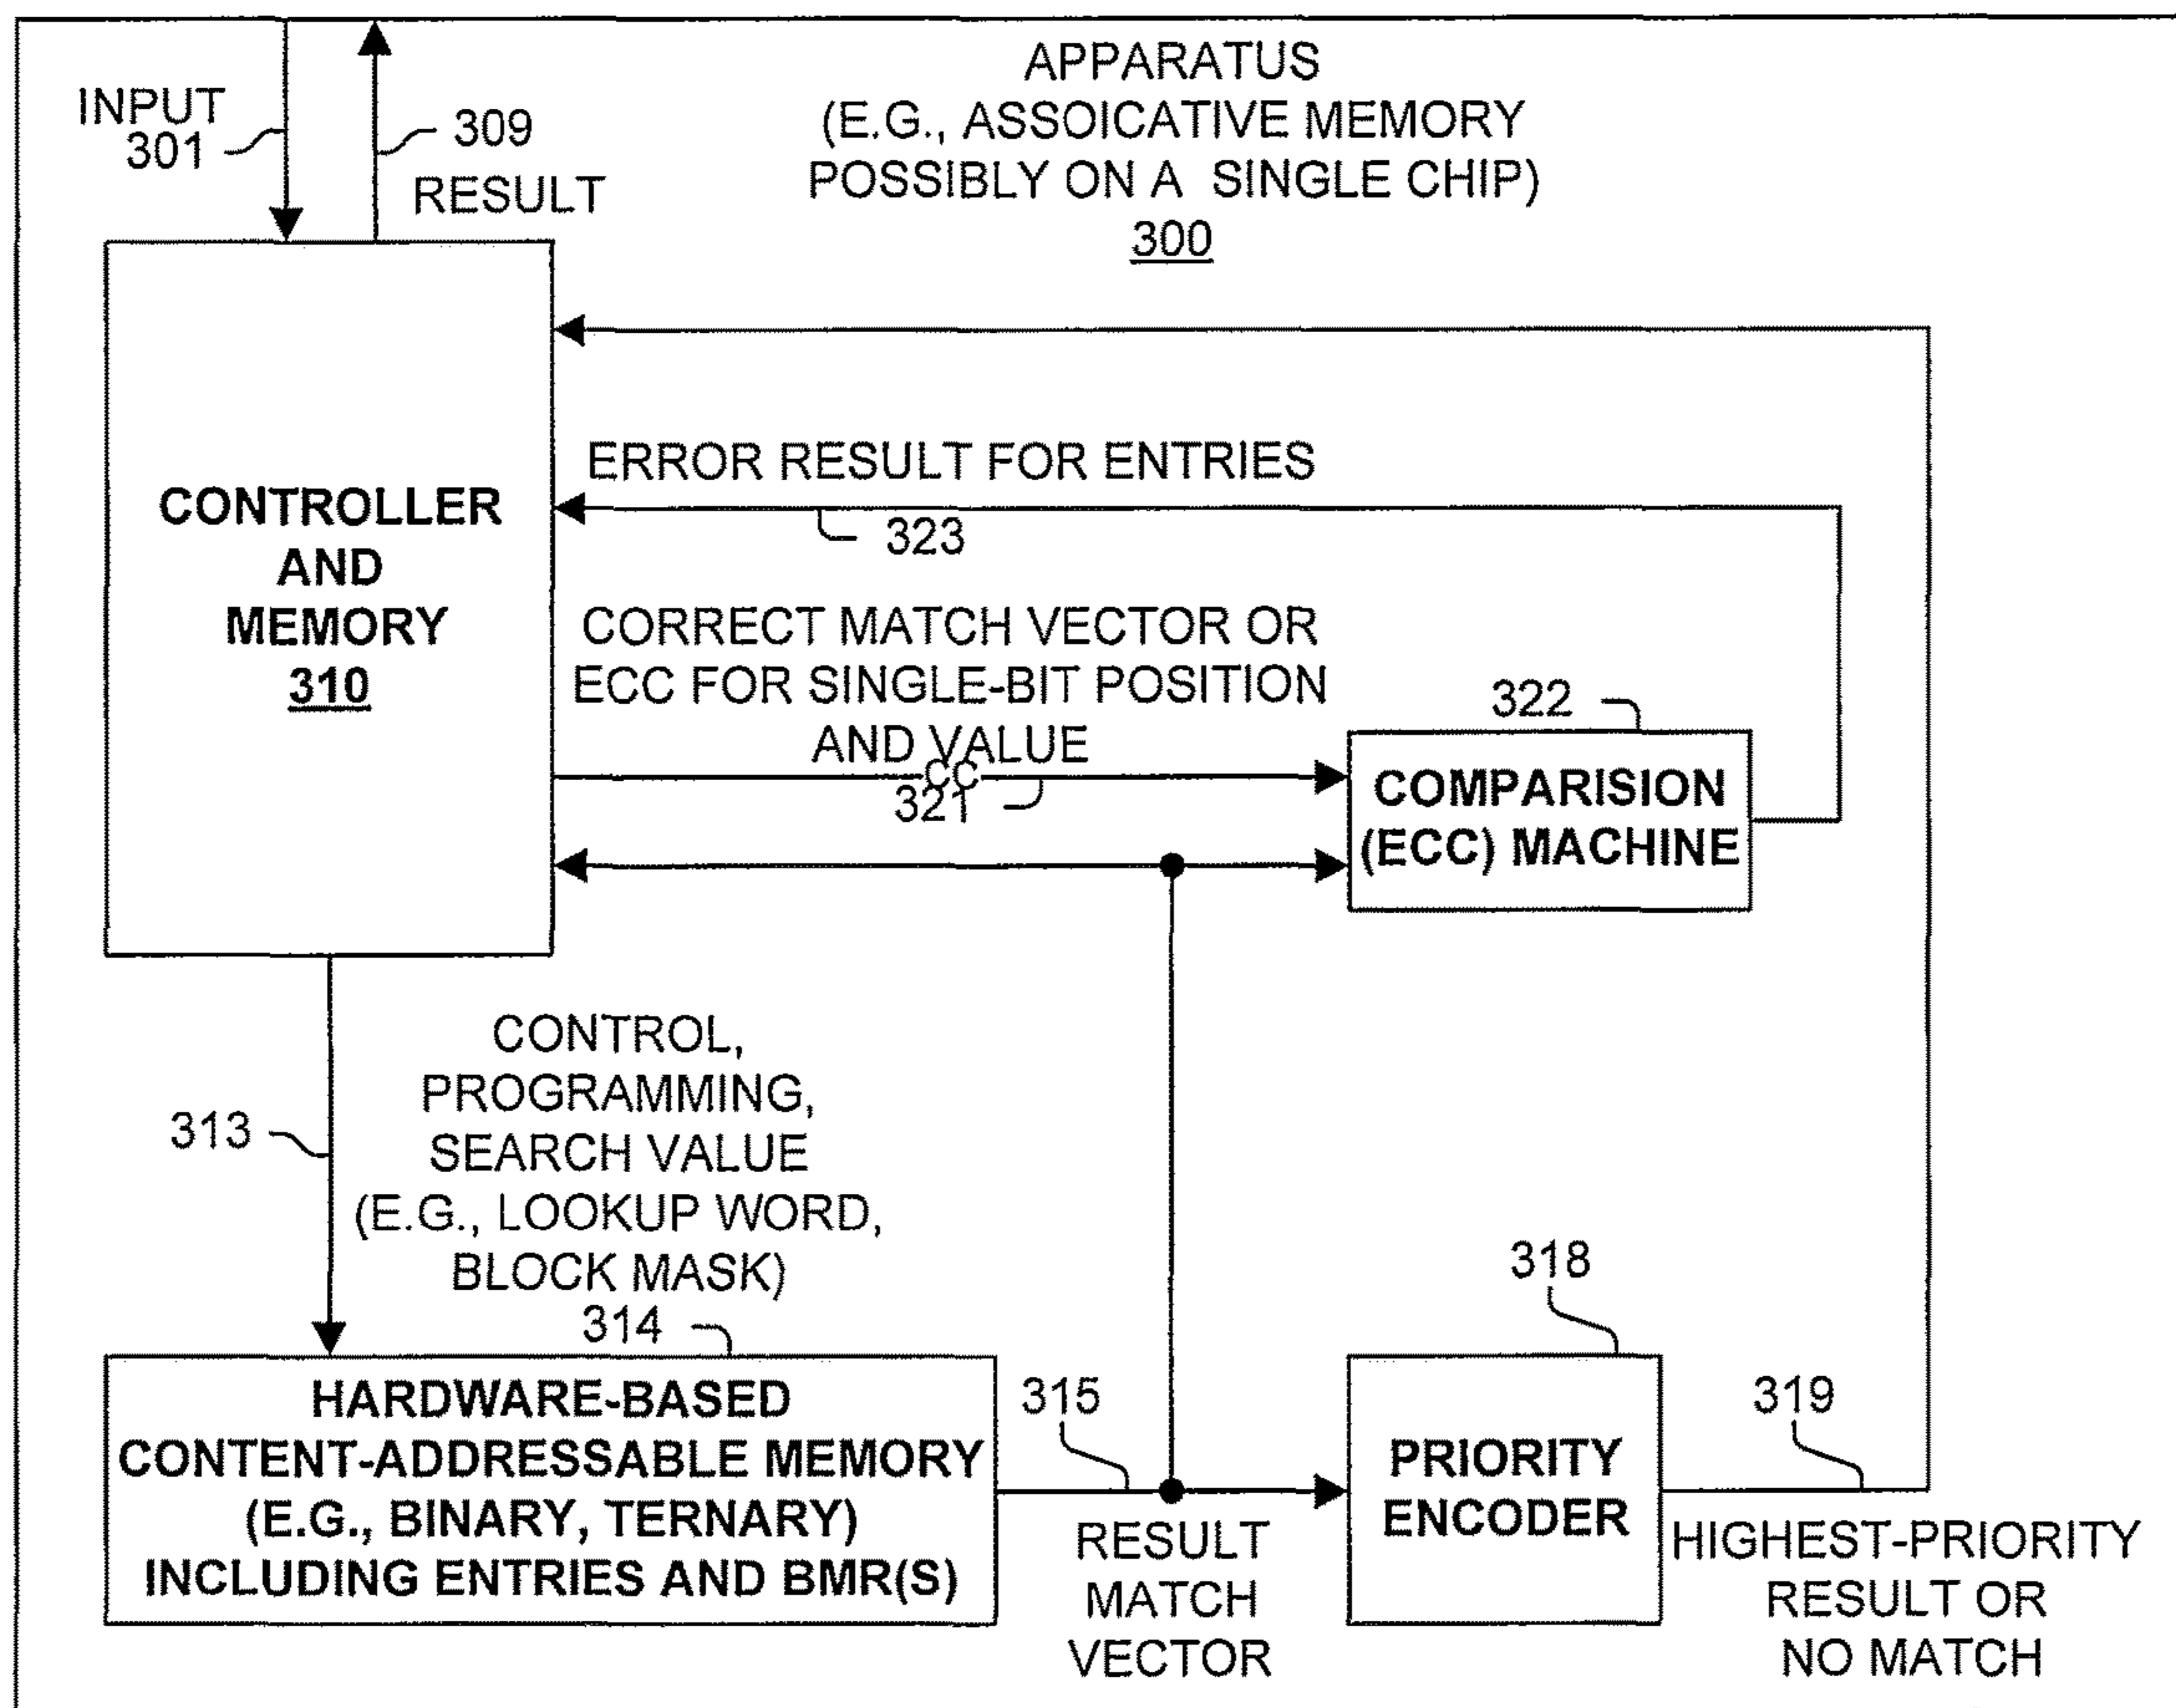 INPUT
301
309
RESULT
APPARATUS
(E.G., ASSOICATIVE MEMORY
POSSIBLY ON A SINGLE CHIP)
300
CONTROLLER
AND
MEMORY
310
ERROR RESULT FOR ENTRIES
323
CORRECT MATCH VECTOR OR
ECC FOR SINGLE-BIT POSITION
AND VALUE
CC
321
322
COMPARISION
(ECC) MACHINE
313
CONTROL,
PROGRAMMING,
SEARCH VALUE
(E.G., LOOKUP WORD,
BLOCK MASK)
314
HARDWARE-BASED
CONTENT-ADDRESSABLE MEMORY
(E.G., BINARY, TERNARY)
INCLUDING ENTRIES AND BMR(S)
315
RESULT
MATCH
VECTOR
318
PRIORITY
ENCODER
319
HIGHEST-PRIORITY
RESULT OR
NO MATCH